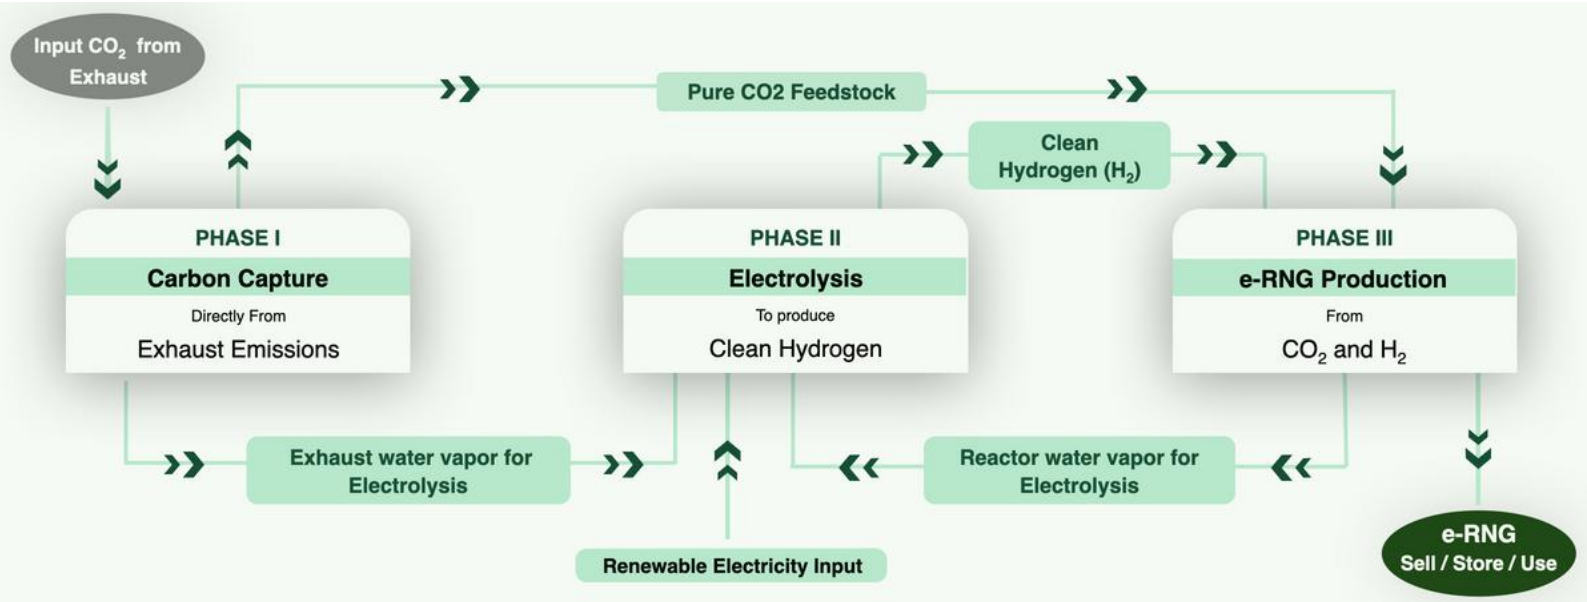 Input CO₂ from
Exhaust
Pure CO2 Feedstock
Clean
Hydrogen (H₂)
PHASE I
Carbon Capture
Directly From
Exhaust Emissions
PHASE II
Electrolysis
To produce
Clean Hydrogen
PHASE III
e-RNG Production
From
CO₂ and H₂
Exhaust water vapor for
Electrolysis
Reactor water vapor for
Electrolysis
Renewable Electricity Input
e-RNG
Sell / Store / Use